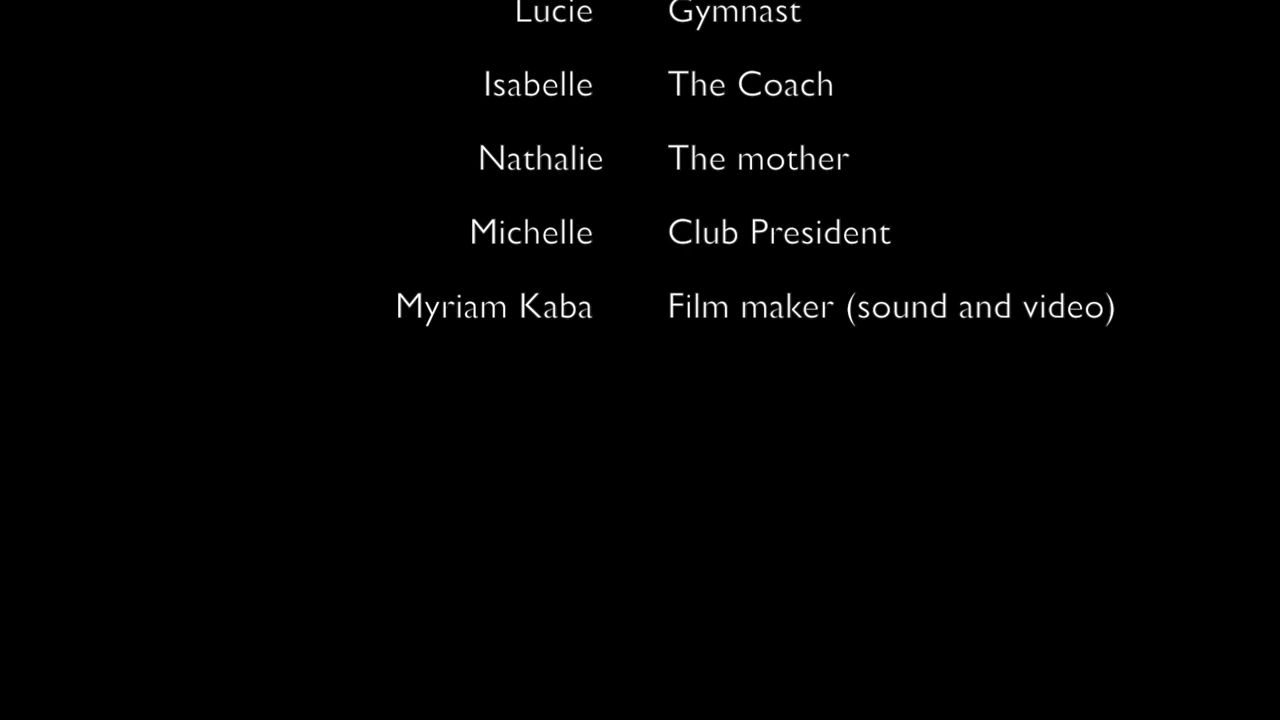 Lucie Gymnast
Isabelle The Coach
Nathalie The mother
Michelle Club President
Myriam Kaba Film maker (sound and video)